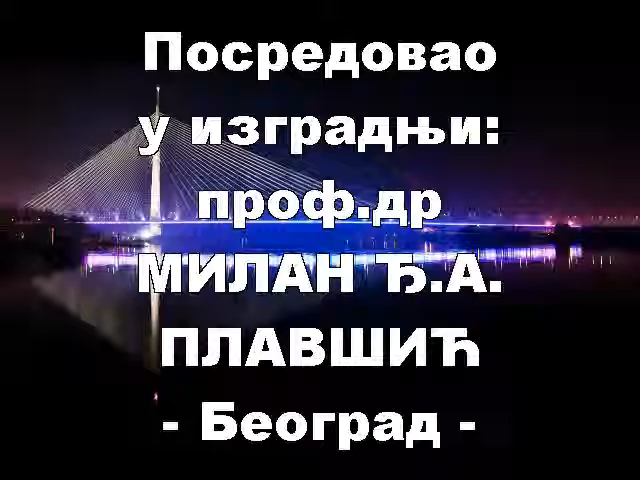 Посредовао
у изградњи:
проф.др
МИЛАН Ђ.А.
ПЛАВШИЋ
- Београд -